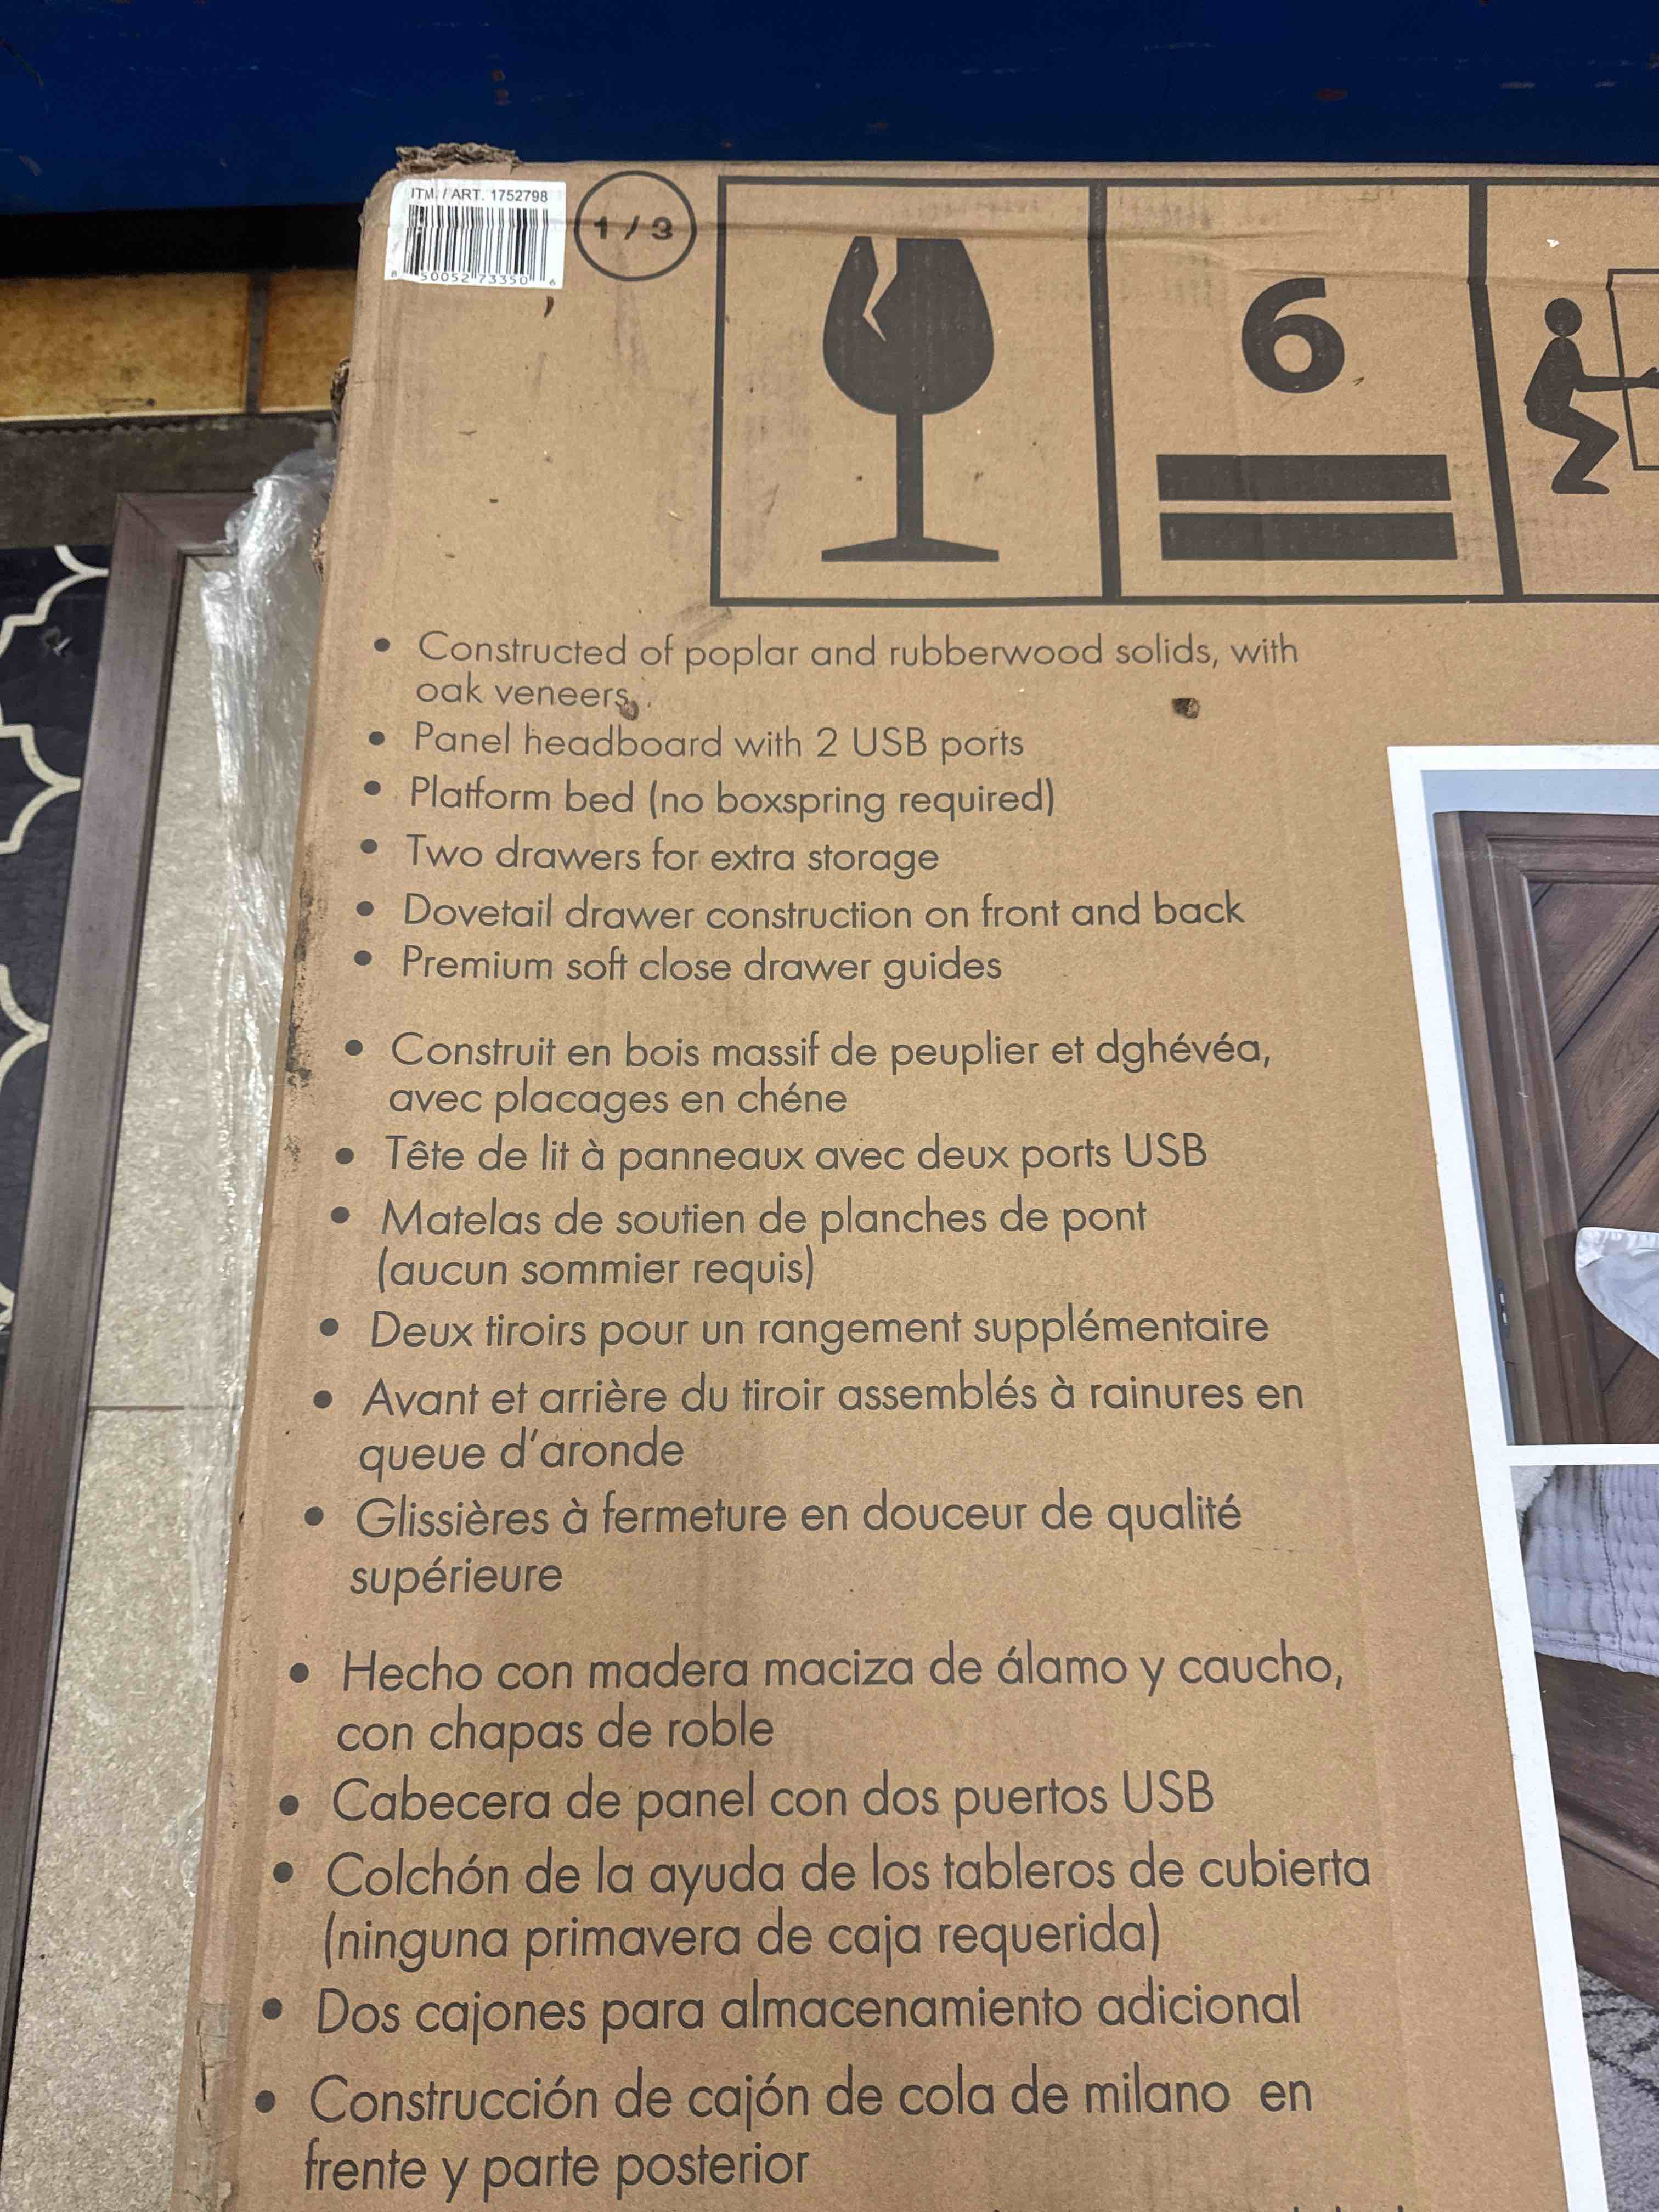 ITM. / ART. 1752798
8 50052 73350 6
1 / 3
6
• Constructed of poplar and rubberwood solids, with
oak veneers.
• Panel headboard with 2 USB ports
• Platform bed (no boxspring required)
• Two drawers for extra storage
• Dovetail drawer construction on front and back
• Premium soft close drawer guides
• Construit en bois massif de peuplier et dghévéa,
avec placages en chéne
• Tête de lit à panneaux avec deux ports USB
• Matelas de soutien de planches de pont
(aucun sommier requis)
• Deux tiroirs pour un rangement supplémentaire
• Avant et arrière du tiroir assemblés à rainures en
queue d'aronde
• Glissières à fermeture en douceur de qualité
supérieure
• Hecho con madera maciza de álamo y caucho,
con chapas de roble
• Cabecera de panel con dos puertos USB
• Colchón de la ayuda de los tableros de cubierta
(ninguna primavera de caja requerida)
• Dos cajones para almacenamiento adicional
• Construcción de cajón de cola de milano en
frente y parte posterior